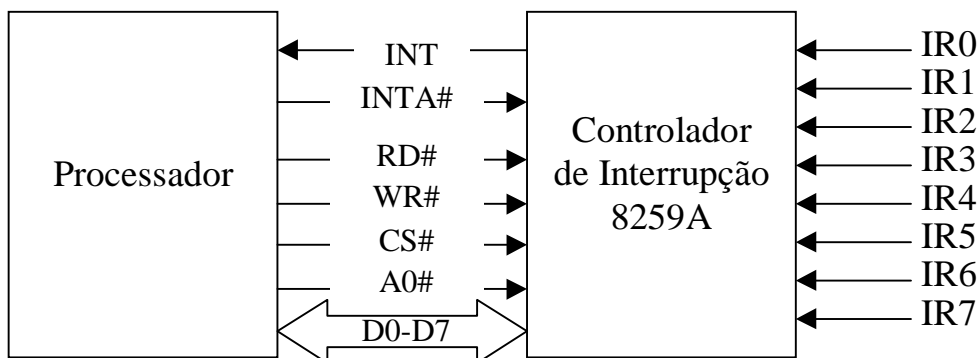 Processador
INT
INTA#
RD#
WR#
CS#
A0#
D0-D7
Controlador
de Interrupção
8259A
IR0
IR1
IR2
IR3
IR4
IR5
IR6
IR7